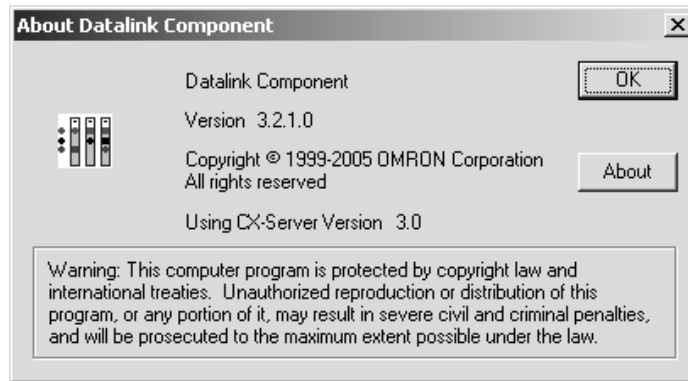 About Datalink Component
Datalink Component
OK
Version 3.2.1.0
Copyright © 1999-2005 OMRON Corporation
All rights reserved
About
Using CX-Server Version 3.0
Warning: This computer program is protected by copyright law and
international treaties. Unauthorized reproduction or distribution of this
program, or any portion of it, may result in severe civil and criminal penalties,
and will be prosecuted to the maximum extent possible under the law.